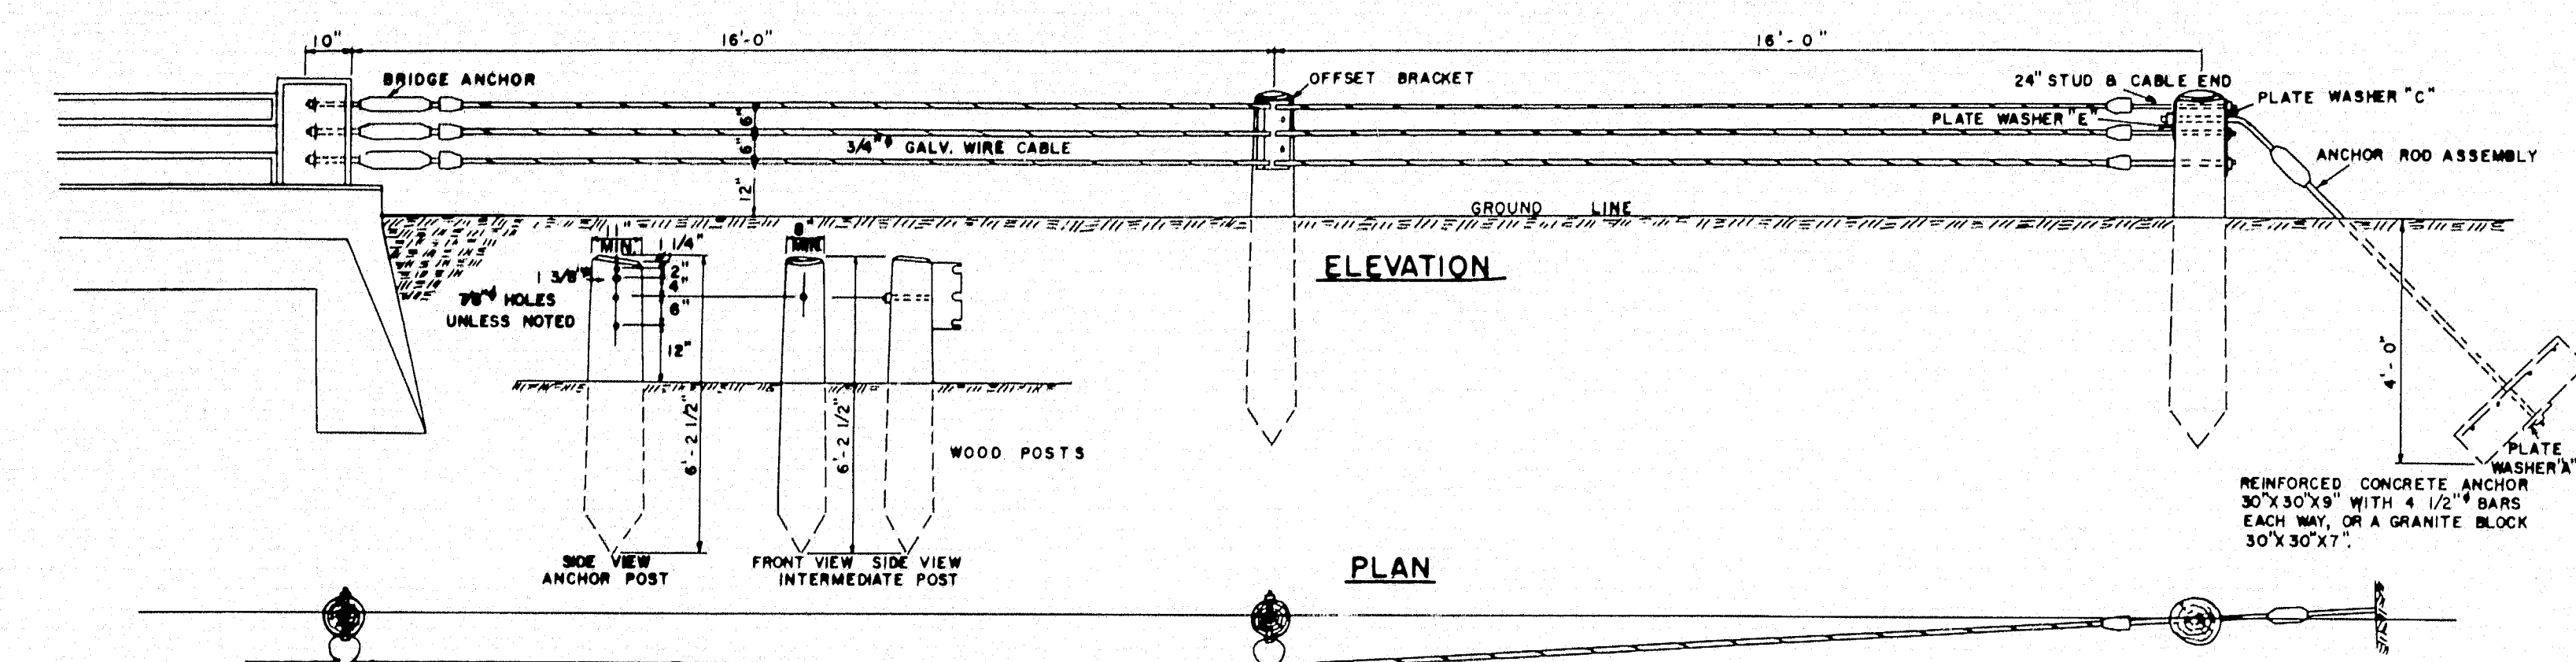 10"
16'-0"
16'-0"
BRIDGE ANCHOR
OFFSET BRACKET
24" STUD & CABLE END
PLATE WASHER "C"
PLATE WASHER "E"
6"
6"
3/4"ϕ GALV. WIRE CABLE
ANCHOR ROD ASSEMBLY
12"
GROUND LINE
11"
MIN.
1 1/4"
8"
MIN.
ELEVATION
1 3/8"ϕ
2"
4"
7/8"ϕ HOLES
UNLESS NOTED
6"
12"
4'-0"
6'-2 1/2"
6'-2 1/2"
WOOD POSTS
PLATE
WASHER "A"
REINFORCED CONCRETE ANCHOR
30"X30"X9" WITH 4 1/2"ϕ BARS
EACH WAY, OR A GRANITE BLOCK
30"X30"X7".
SIDE VIEW
ANCHOR POST
FRONT VIEW SIDE VIEW
INTERMEDIATE POST
PLAN